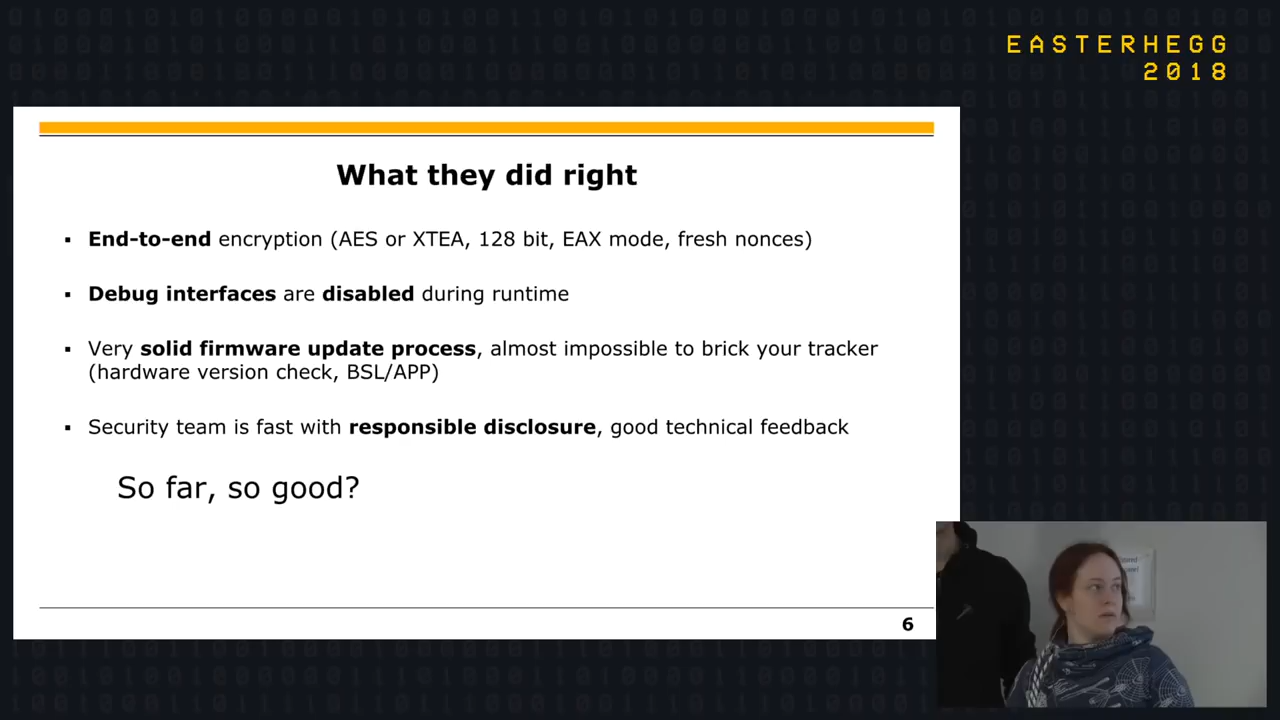 EASTERHEGG
2018
What they did right
▪ End-to-end encryption (AES or XTEA, 128 bit, EAX mode, fresh nonces)
▪ Debug interfaces are disabled during runtime
▪ Very solid firmware update process, almost impossible to brick your tracker
(hardware version check, BSL/APP)
▪ Security team is fast with responsible disclosure, good technical feedback
So far, so good?
6